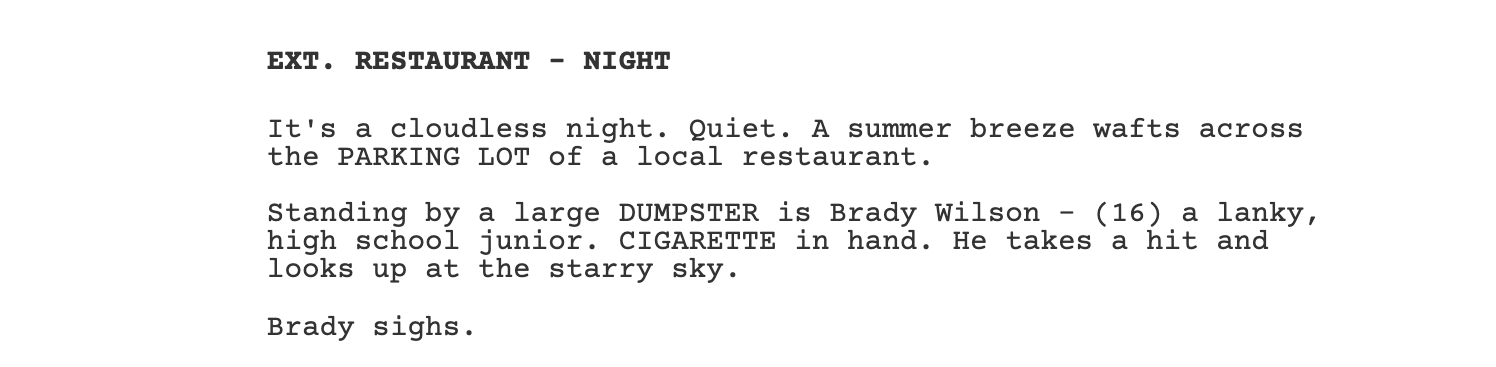 EXT. RESTAURANT - NIGHT
It's a cloudless night. Quiet. A summer breeze wafts across
the PARKING LOT of a local restaurant.
Standing by a large DUMPSTER is Brady Wilson - (16) a lanky,
high school junior. CIGARETTE in hand. He takes a hit and
looks up at the starry sky.
Brady sighs.